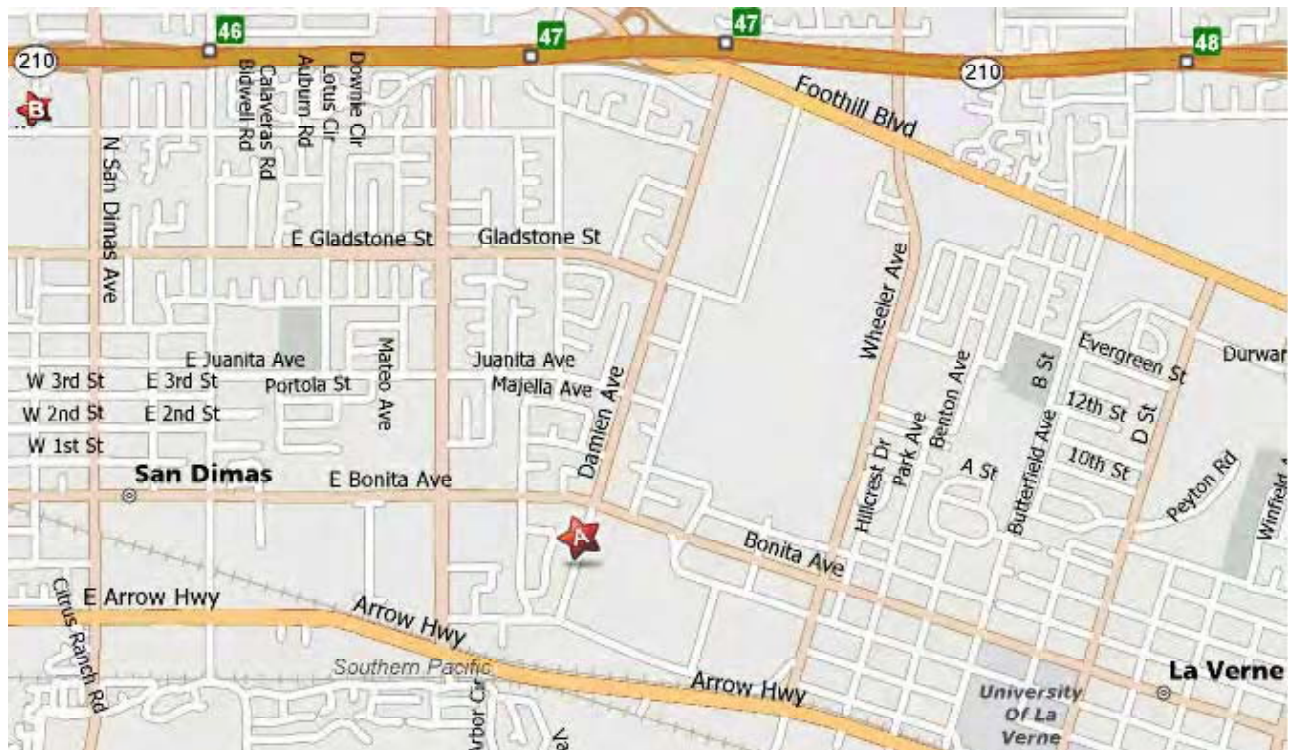 46
47
47
48
210
210
B
Bidwell Rd
Calaveras Rd
Auburn Rd
Lotus Cir
Downie Cir
Foothill Blvd
N San Dimas Ave
E Gladstone St
Gladstone St
Wheeler Ave
E Juanita Ave
Juanita Ave
Evergreen St
Durwar
W 3rd St
E 3rd St
Portola St
Mateo Ave
Majella Ave
Damien Ave
Benton Ave
B St
12th St
D St
W 2nd St
E 2nd St
W 1st St
Park Ave
Hillcrest Dr
A St
Butterfield Ave
10th St
Peyton Rd
Winfield A
San Dimas
E Bonita Ave
A
Bonita Ave
Citrus Ranch Rd
E Arrow Hwy
Arrow Hwy
Southern Pacific
Arrow Hwy
La Verne
University
Of La
Verne
Arbor Cir
Va